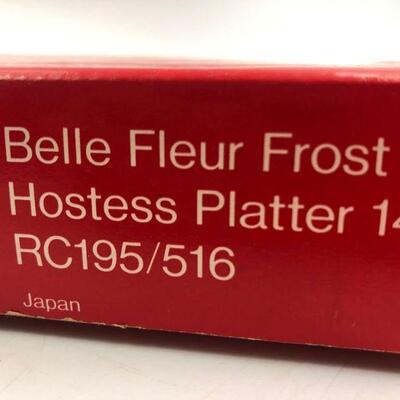 Belle Fleur Frost
Hostess Platter 14
RC195/516
Japan